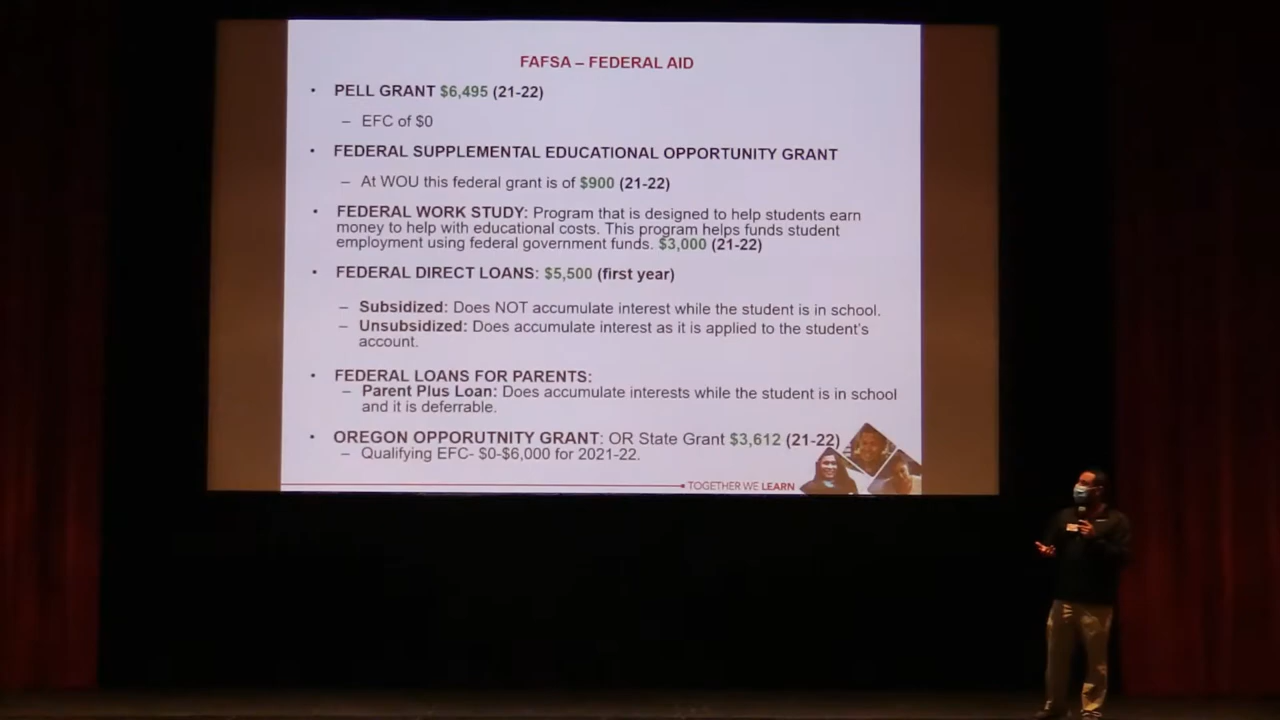 FAFSA – FEDERAL AID
• PELL GRANT $6,495 (21-22)
– EFC of $0
• FEDERAL SUPPLEMENTAL EDUCATIONAL OPPORTUNITY GRANT
– At WOU this federal grant is of $900 (21-22)
• FEDERAL WORK STUDY: Program that is designed to help students earn
money to help with educational costs. This program helps funds student
employment using federal government funds. $3,000 (21-22)
• FEDERAL DIRECT LOANS: $5,500 (first year)
– Subsidized: Does NOT accumulate interest while the student is in school.
– Unsubsidized: Does accumulate interest as it is applied to the student's
account.
• FEDERAL LOANS FOR PARENTS:
– Parent Plus Loan: Does accumulate interests while the student is in school
and it is deferrable.
• OREGON OPPORUTNITY GRANT: OR State Grant $3,612 (21-22)
– Qualifying EFC- $0-$6,000 for 2021-22.
TOGETHER WE LEARN